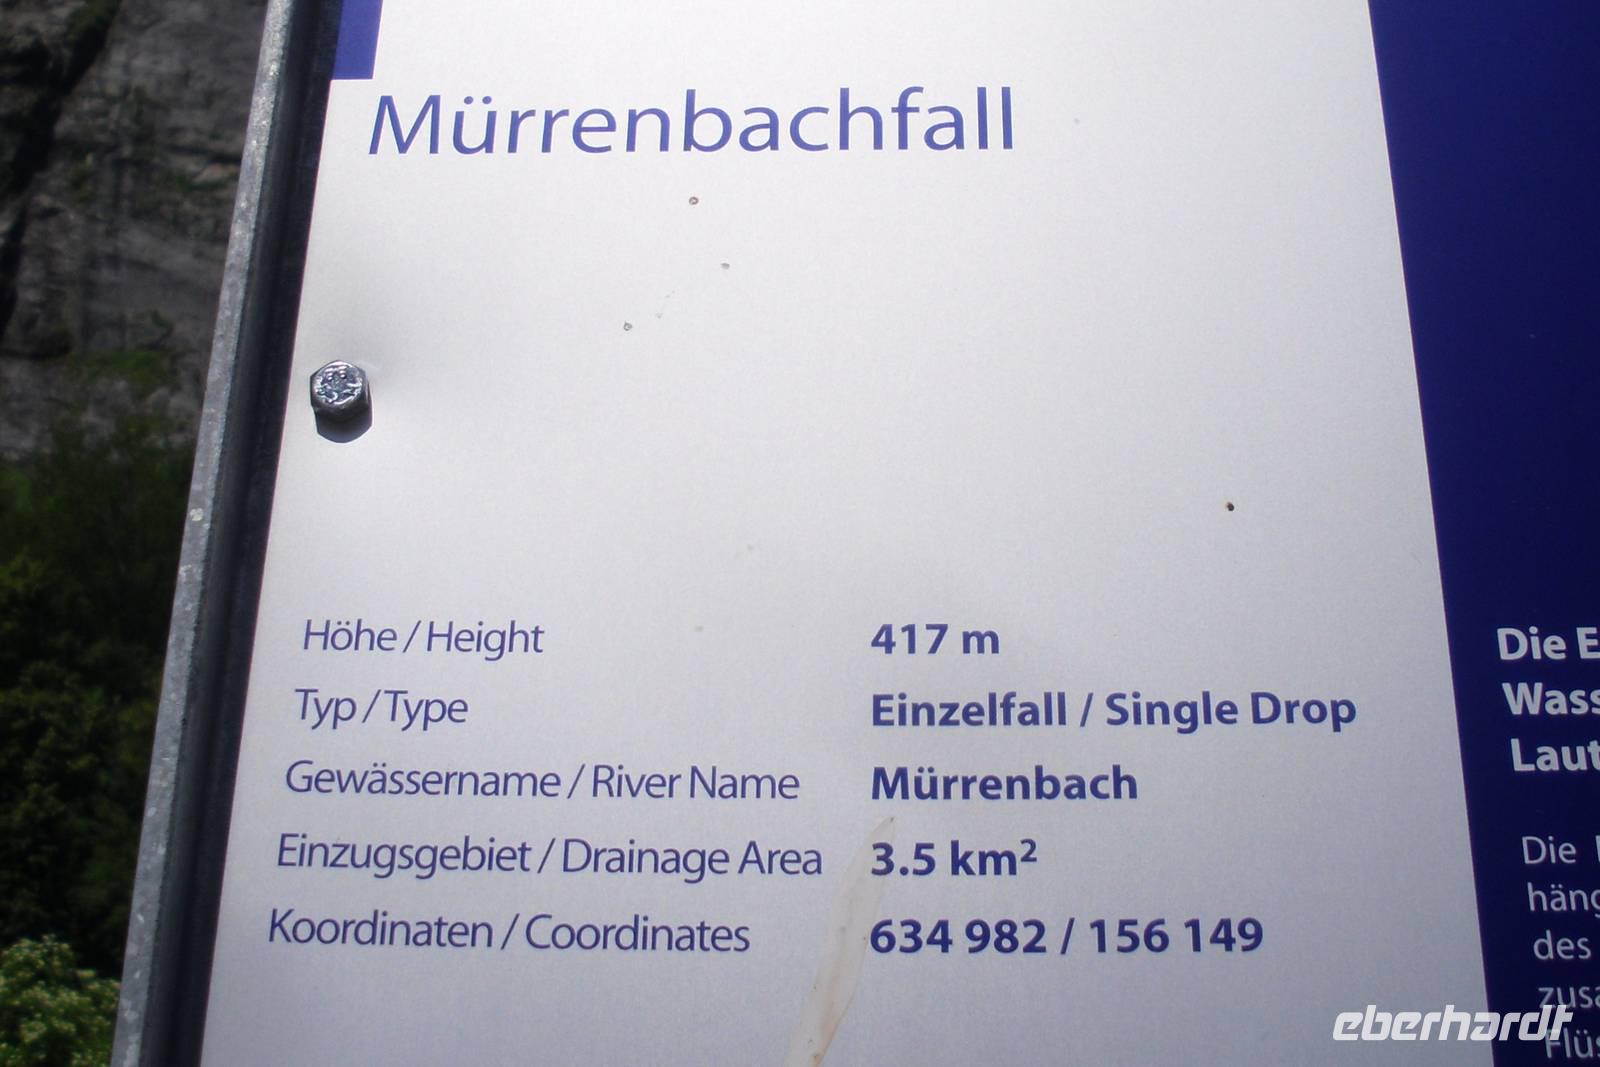 Mürrenbachfall
Höhe / Height 417 m
Typ / Type Einzelfall / Single Drop
Gewässername / River Name Mürrenbach
Einzugsgebiet / Drainage Area 3.5 km²
Koordinaten / Coordinates 634 982 / 156 149
Die
Die
des
eberhardt